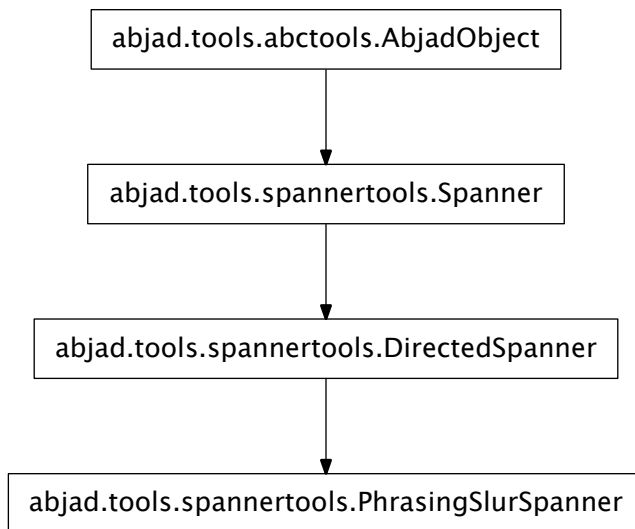 abjad.tools.abctools.AbjadObject
abjad.tools.spannertools.Spanner
abjad.tools.spannertools.DirectedSpanner
abjad.tools.spannertools.PhrasingSlurSpanner